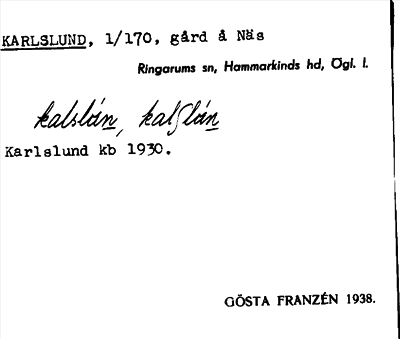 KARLSLUND, 1/170, gård å Näs
Ringarums sn, Hammarkinds hd, Ögl. l.
kalslún, kalʃlún
Karlslund kb 1930.
GÖSTA FRANZÉN 1938.